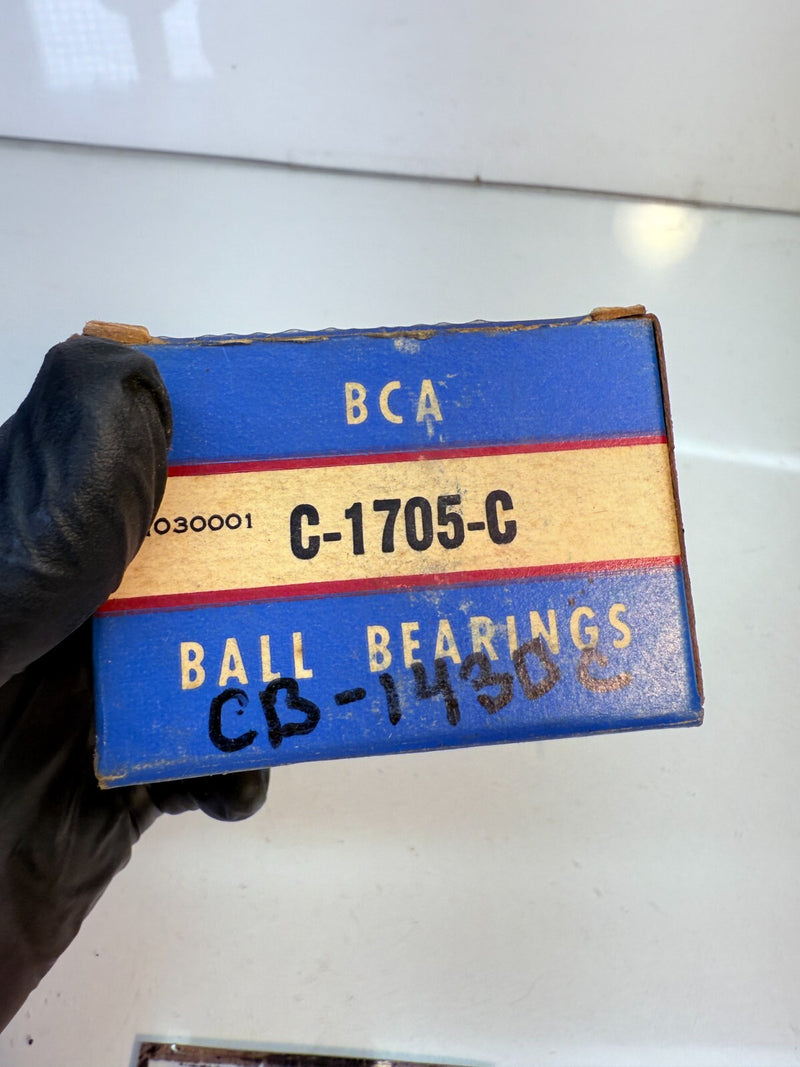 BCA
030001 C-1705-C
BALL BEARINGS
CB-1430C